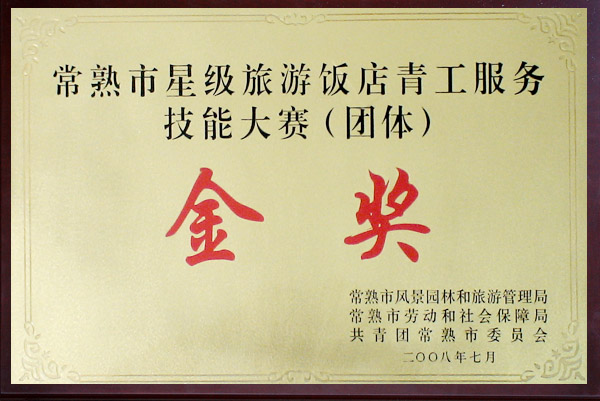 常熟市星级旅游饭店青工服务
技能大赛(团体)
金奖
常熟市风景园林和旅游管理局
常熟市劳动和社会保障局
共青团常熟市委员会
二〇〇八年七月